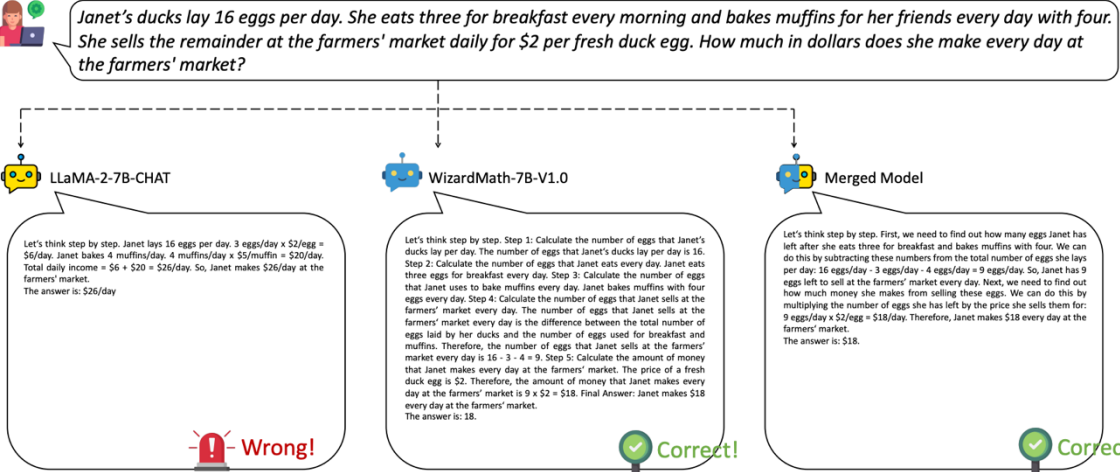 Janet's ducks lay 16 eggs per day. She eats three for breakfast every morning and bakes muffins for her friends every day with four.
She sells the remainder at the farmers' market daily for $2 per fresh duck egg. How much in dollars does she make every day at
the farmers' market?
LLaMA-2-7B-CHAT
Let's think step by step. Janet lays 16 eggs per day. 3 eggs/day x $2/egg =
$6/day. Janet bakes 4 muffins/day. 4 muffins/day x $5/muffin = $20/day.
Total daily income = $6 + $20 = $26/day. So, Janet makes $26/day at the
farmers' market.
The answer is: $26/day
Wrong!
WizardMath-7B-V1.0
Let's think step by step. Step 1: Calculate the number of eggs that Janet's
ducks lay per day. The number of eggs that Janet's ducks lay per day is 16.
Step 2: Calculate the number of eggs that Janet eats every day. Janet eats
three eggs for breakfast every day. Step 3: Calculate the number of eggs
that Janet uses to bake muffins every day. Janet bakes muffins with four
eggs every day. Step 4: Calculate the number of eggs that Janet sells at the
farmers' market every day. The number of eggs that Janet sells at the
farmers' market every day is the difference between the total number of
eggs laid by her ducks and the number of eggs used for breakfast and
muffins. Therefore, the number of eggs that Janet sells at the farmers'
market every day is 16 - 3 - 4 = 9. Step 5: Calculate the amount of money
that Janet makes every day at the farmers' market. The price of a fresh
duck egg is $2. Therefore, the amount of money that Janet makes every
day at the farmers' market is 9 x $2 = $18. Final Answer: Janet makes $18
every day at the farmers' market.
The answer is: 18.
Correct!
Merged Model
Let's think step by step. First, we need to find out how many eggs Janet has
left after she eats three for breakfast and bakes muffins with four. We can
do this by subtracting these numbers from the total number of eggs she lays
per day: 16 eggs/day - 3 eggs/day - 4 eggs/day = 9 eggs/day. So, Janet has 9
eggs left to sell at the farmers' market every day. Next, we need to find out
how much money she makes from selling these eggs. We can do this by
multiplying the number of eggs she has left by the price she sells them for:
9 eggs/day x $2/egg = $18/day. Therefore, Janet makes $18 every day at the
farmers' market.
The answer is: $18.
Correc